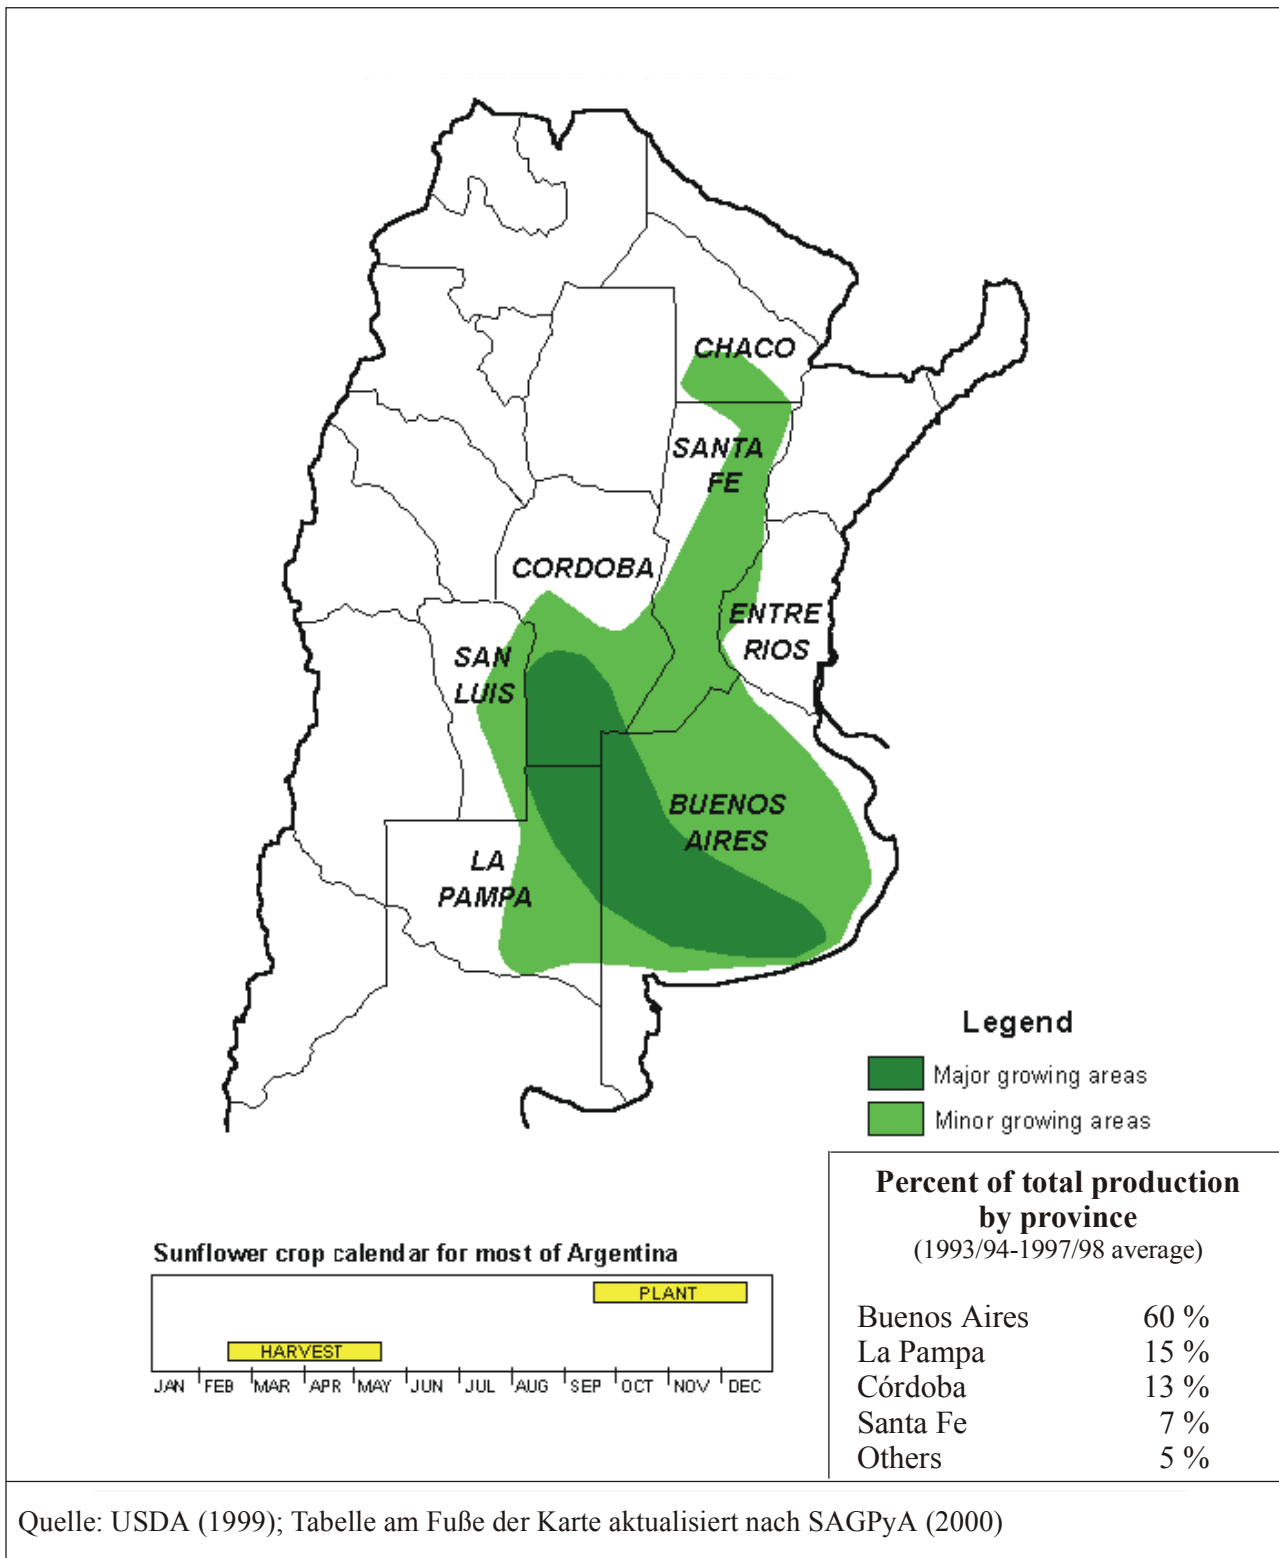 CHACO
SANTA
FE
CORDOBA
ENTRE
RIOS
SAN
LUIS
BUENOS
AIRES
LA
PAMPA
Legend
Major growing areas
Minor growing areas
Percent of total production
by province
(1993/94-1997/98 average)
Buenos Aires 60 %
La Pampa 15 %
Córdoba 13 %
Santa Fe 7 %
Others 5 %
Sunflower crop calendar for most of Argentina
PLANT
HARVEST
JAN FEB MAR APR MAY JUN JUL AUG SEP OCT NOV DEC
Quelle: USDA (1999); Tabelle am Fuße der Karte aktualisiert nach SAGPyA (2000)